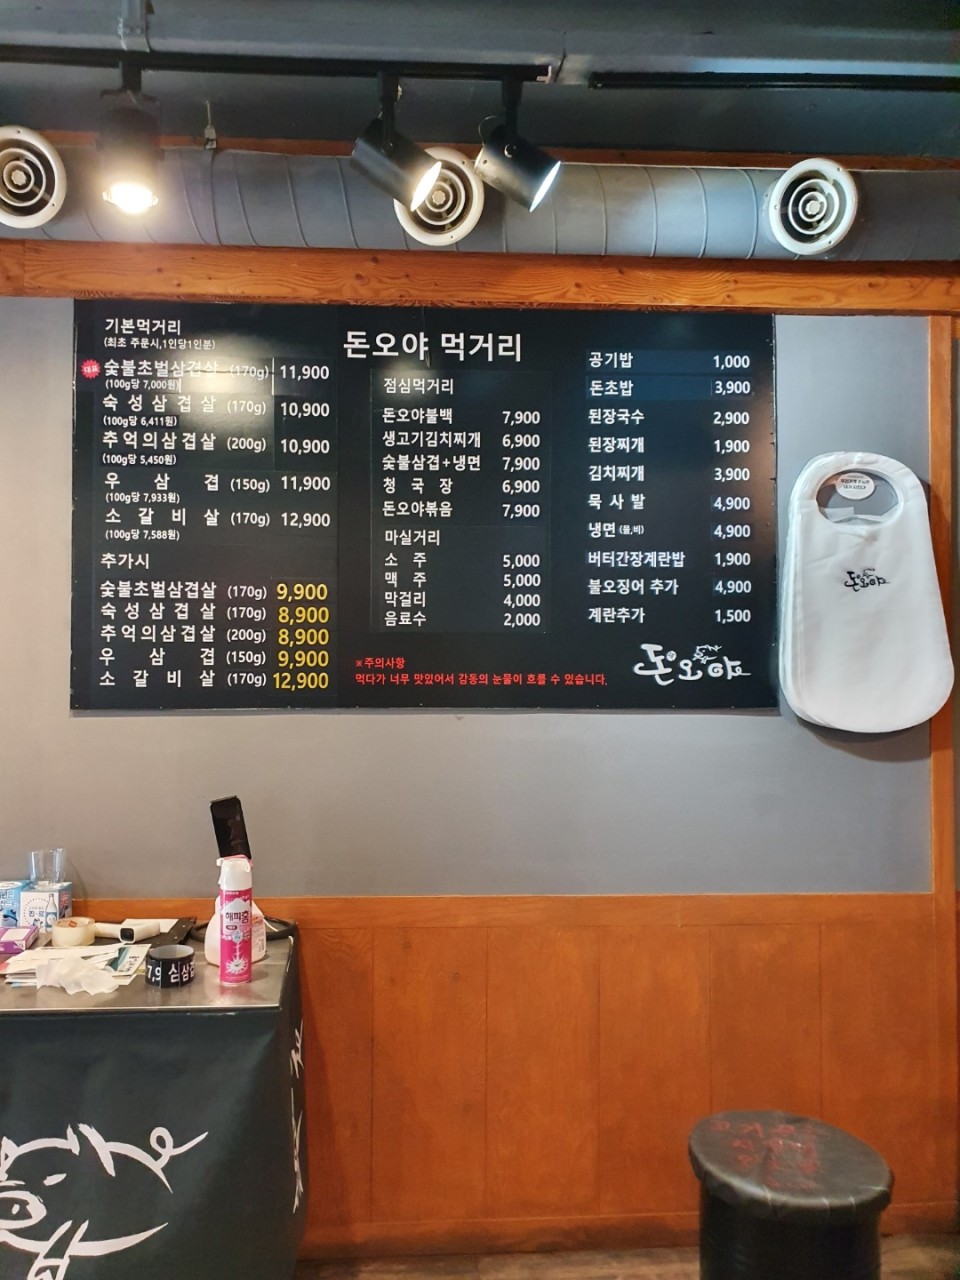 기본먹거리
(최초 주문시,1인당1인분)
대표
숯불초벌삼겹살 (170g) 11,900
(100g당 7,000원)
숙성삼겹살 (170g) 10,900
(100g당 6,411원)
추억의삼겹살 (200g) 10,900
(100g당 5,450원)
우삼겹 (150g) 11,900
(100g당 7,933원)
소갈비살 (170g) 12,900
(100g당 7,588원)
추가시
숯불초벌삼겹살 (170g) 9,900
숙성삼겹살 (170g) 8,900
추억의삼겹살 (200g) 8,900
우삼겹 (150g) 9,900
소갈비살 (170g) 12,900
돈오야 먹거리
점심먹거리
돈오야불백 7,900
생고기김치찌개 6,900
숯불삼겹+냉면 7,900
청국장 6,900
돈오야볶음 7,900
마실거리
소주 5,000
맥주 5,000
막걸리 4,000
음료수 2,000
※주의사항
먹다가 너무 맛있어서 감동의 눈물이 흐를 수 있습니다.
공기밥 1,000
돈초밥 3,900
된장국수 2,900
된장찌개 1,900
김치찌개 3,900
묵사발 4,900
냉면 (물,비) 4,900
버터간장계란밥 1,900
불오징어 추가 4,900
계란추가 1,500
돈오야
돈오야
해피홈
7,9 심삼겹